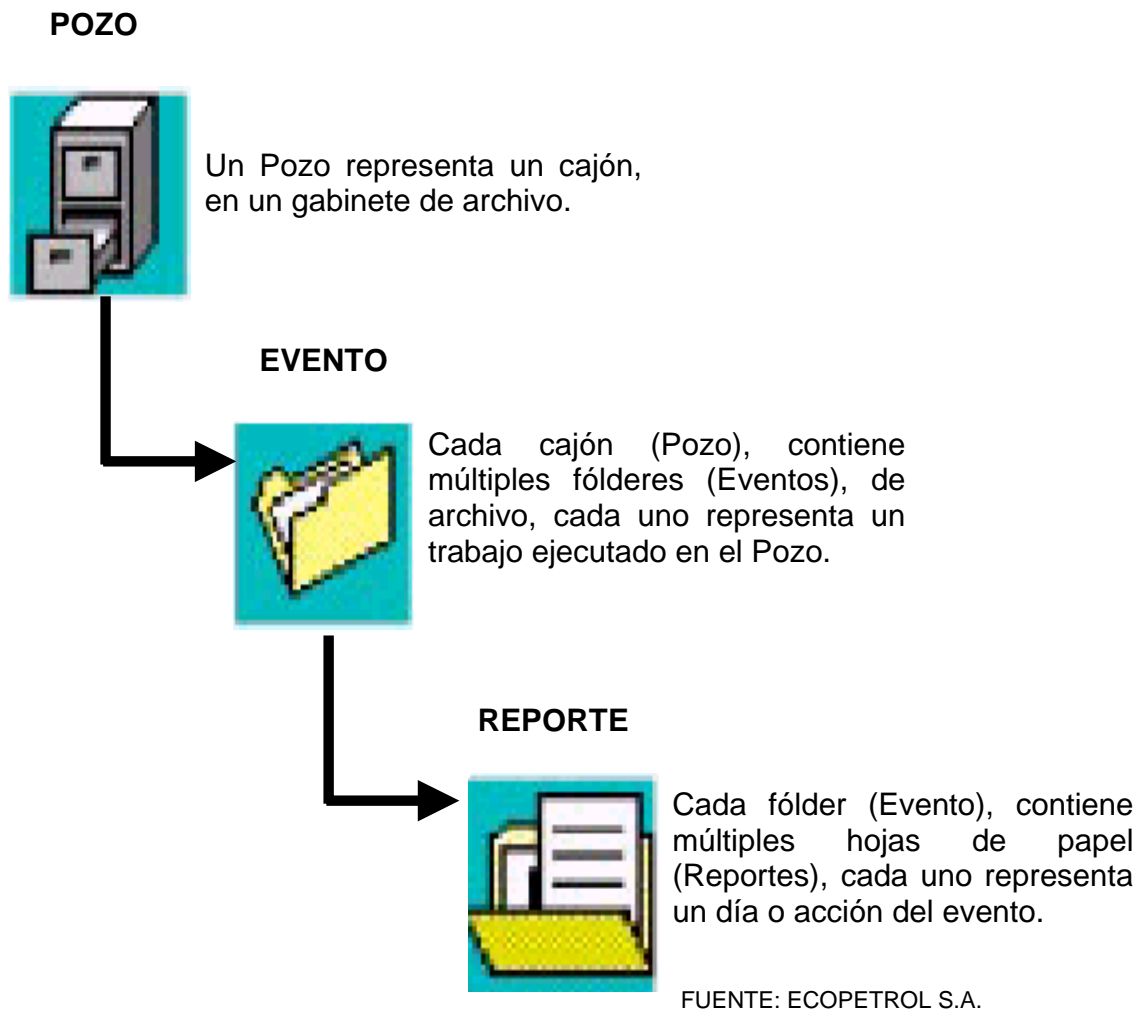 POZO
Un Pozo representa un cajón,
en un gabinete de archivo.
EVENTO
Cada cajón (Pozo), contiene
múltiples fólderes (Eventos), de
archivo, cada uno representa un
trabajo ejecutado en el Pozo.
REPORTE
Cada fólder (Evento), contiene
múltiples hojas de papel
(Reportes), cada uno representa
un día o acción del evento.
FUENTE: ECOPETROL S.A.